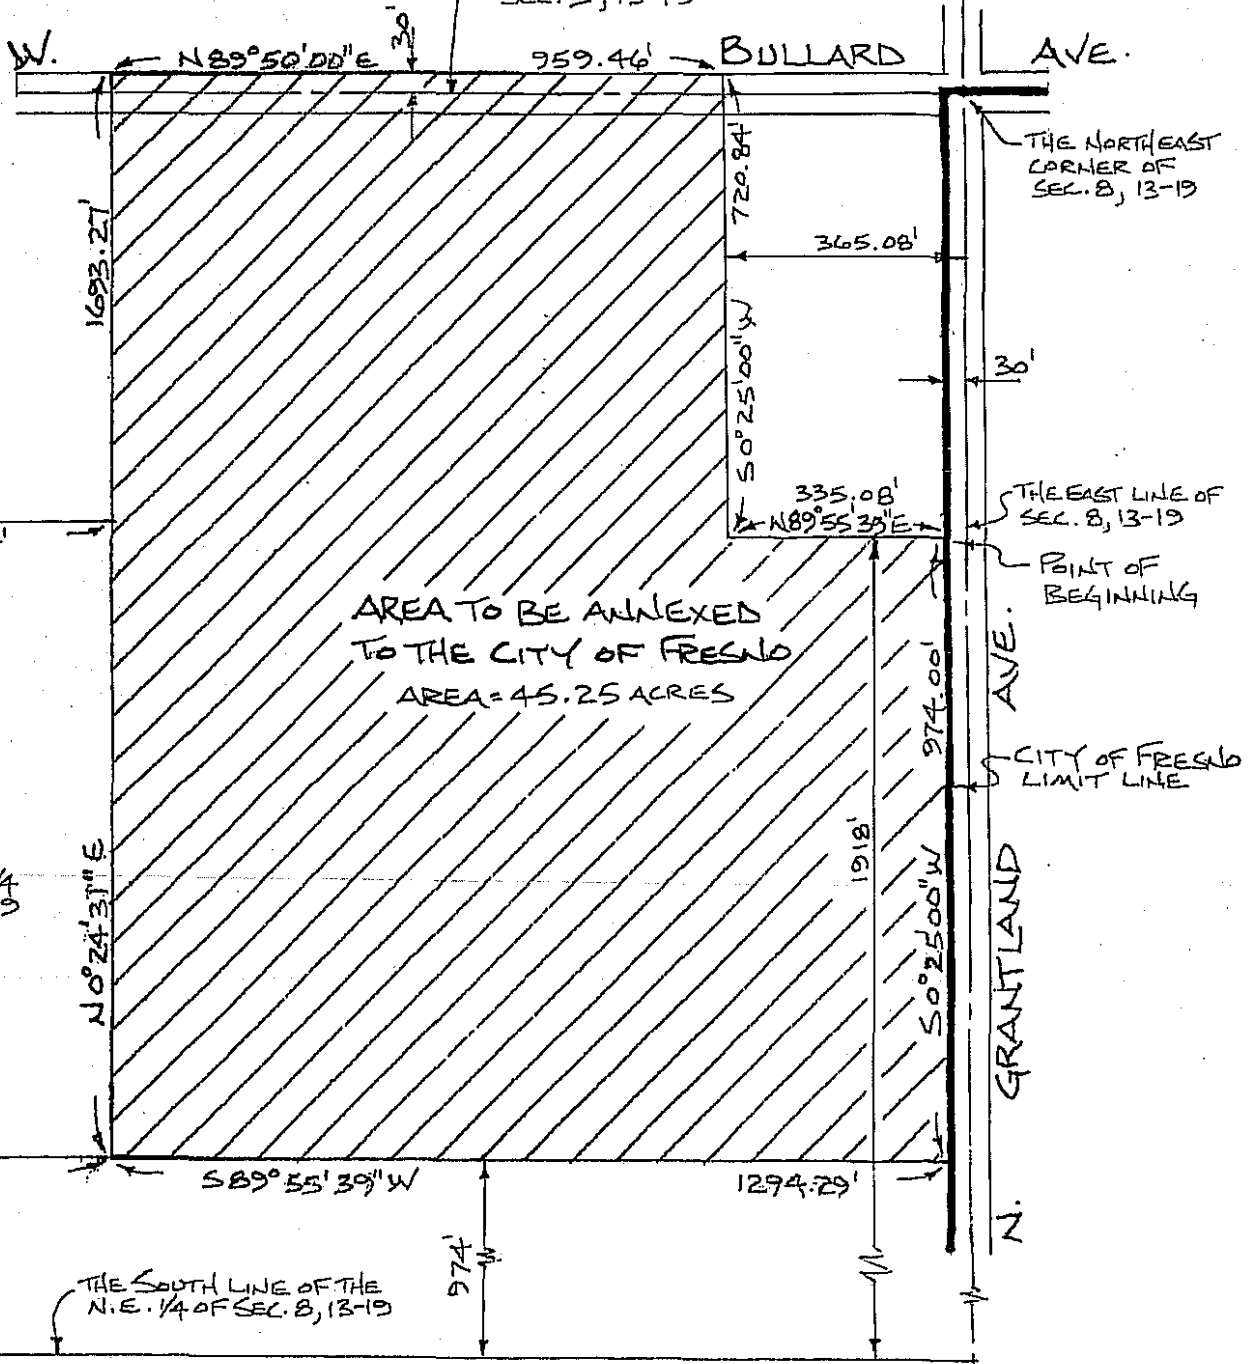 W.
N89°50'00"E
30'
959.46'
BULLARD
AVE.
THE NORTHEAST
CORNER OF
SEC. 8, 13-19
1693.27'
720.84'
365.08'
30'
S0°25'00"W
335.08'
N89°55'39"E
THE EAST LINE OF
SEC. 8, 13-19
POINT OF
BEGINNING
AREA TO BE ANNEXED
TO THE CITY OF FRESNO
AREA=45.25 ACRES
974.00'
AVE.
CITY OF FRESNO
LIMIT LINE
1918'
N0°24'37"E
S0°25'00"W
GRANTLAND
S89°55'39"W
1294.29'
N.
974'
THE SOUTH LINE OF THE
N.E. 1/4 OF SEC. 8, 13-19